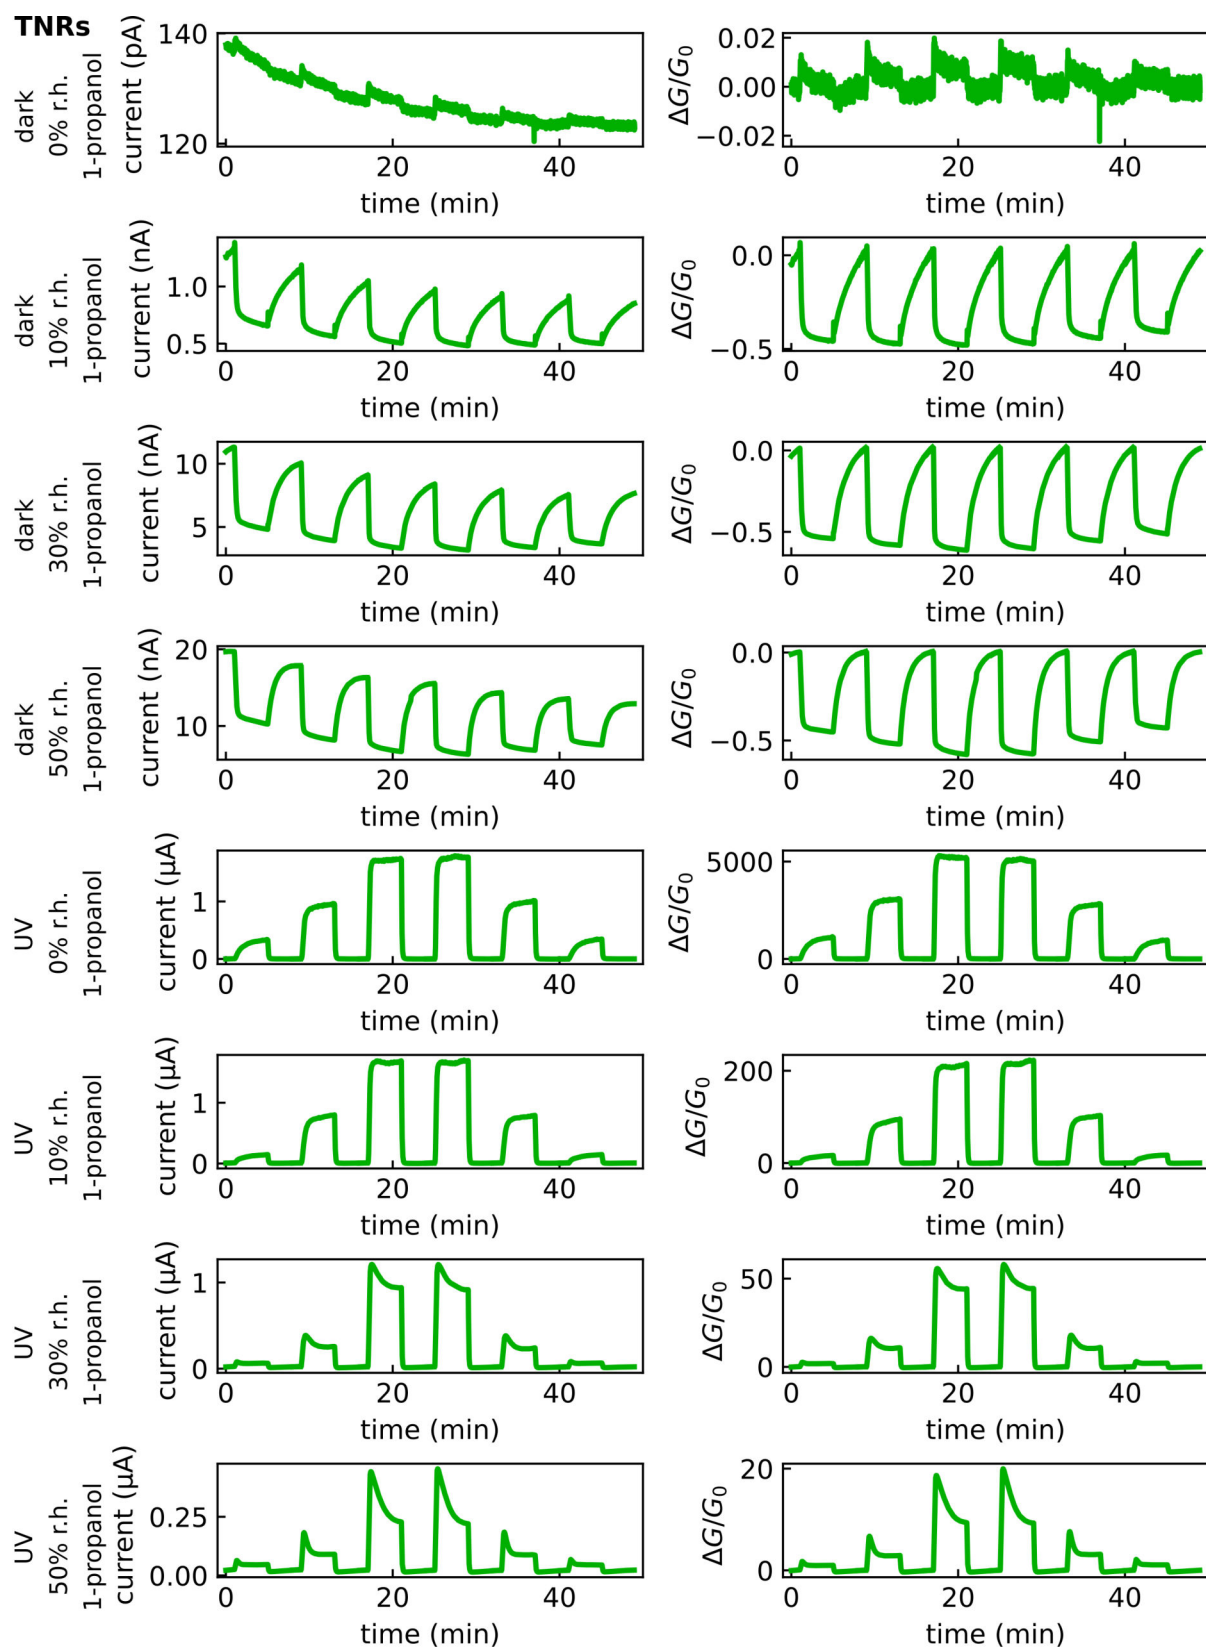 TNRs
dark
0% r.h.
1-propanol
current (pA)
140
120
0
20
40
time (min)
ΔG/G₀
0.02
0.00
−0.02
0
20
40
time (min)
dark
10% r.h.
1-propanol
current (nA)
1.0
0.5
0
20
40
time (min)
ΔG/G₀
0.0
−0.5
0
20
40
time (min)
dark
30% r.h.
1-propanol
current (nA)
10
5
0
20
40
time (min)
ΔG/G₀
0.0
−0.5
0
20
40
time (min)
dark
50% r.h.
1-propanol
current (nA)
20
10
0
20
40
time (min)
ΔG/G₀
0.0
−0.5
0
20
40
time (min)
UV
0% r.h.
1-propanol
current (μA)
1
0
0
20
40
time (min)
ΔG/G₀
5000
0
0
20
40
time (min)
UV
10% r.h.
1-propanol
current (μA)
1
0
0
20
40
time (min)
ΔG/G₀
200
0
0
20
40
time (min)
UV
30% r.h.
1-propanol
current (μA)
1
0
0
20
40
time (min)
ΔG/G₀
50
0
0
20
40
time (min)
UV
50% r.h.
1-propanol
current (μA)
0.25
0.00
0
20
40
time (min)
ΔG/G₀
20
0
0
20
40
time (min)